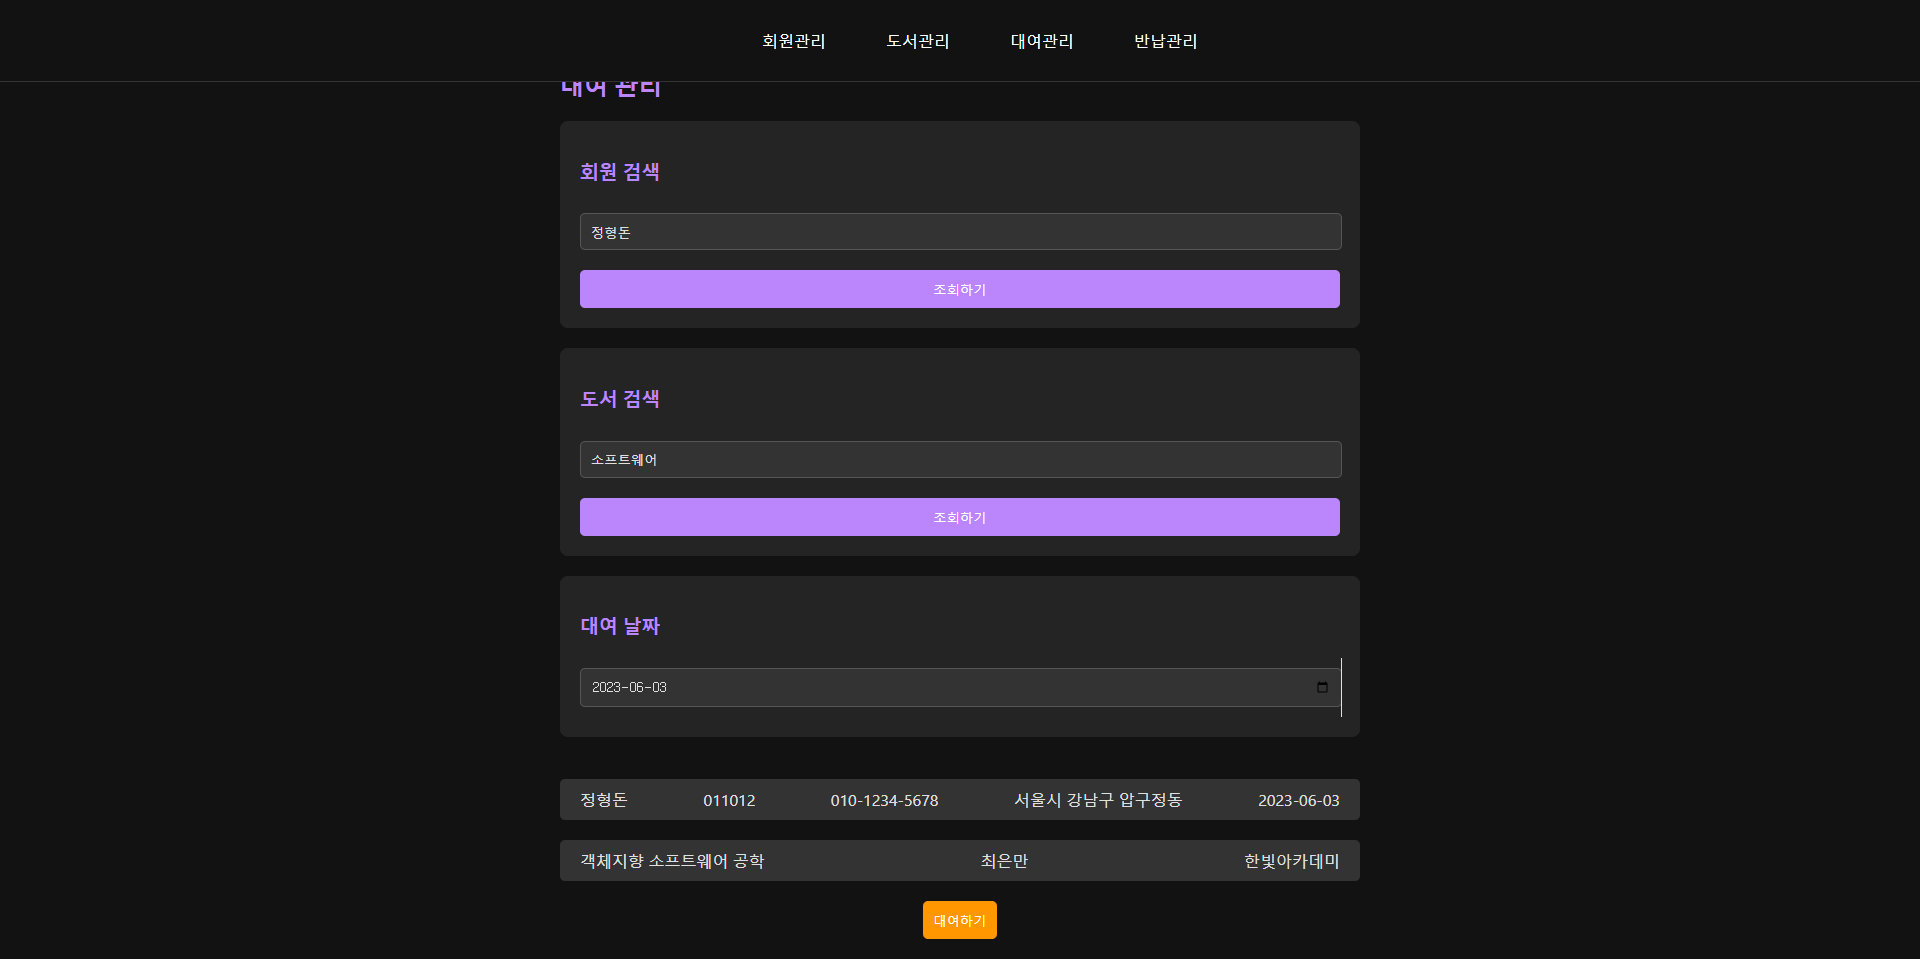 회원관리 도서관리 대여관리 반납관리
대여 관리
회원 검색
정형돈
조회하기
도서 검색
소프트웨어
조회하기
대여 날짜
2023-06-03
정형돈 011012 010-1234-5678 서울시 강남구 압구정동 2023-06-03
객체지향 소프트웨어 공학 최은만 한빛아카데미
대여하기